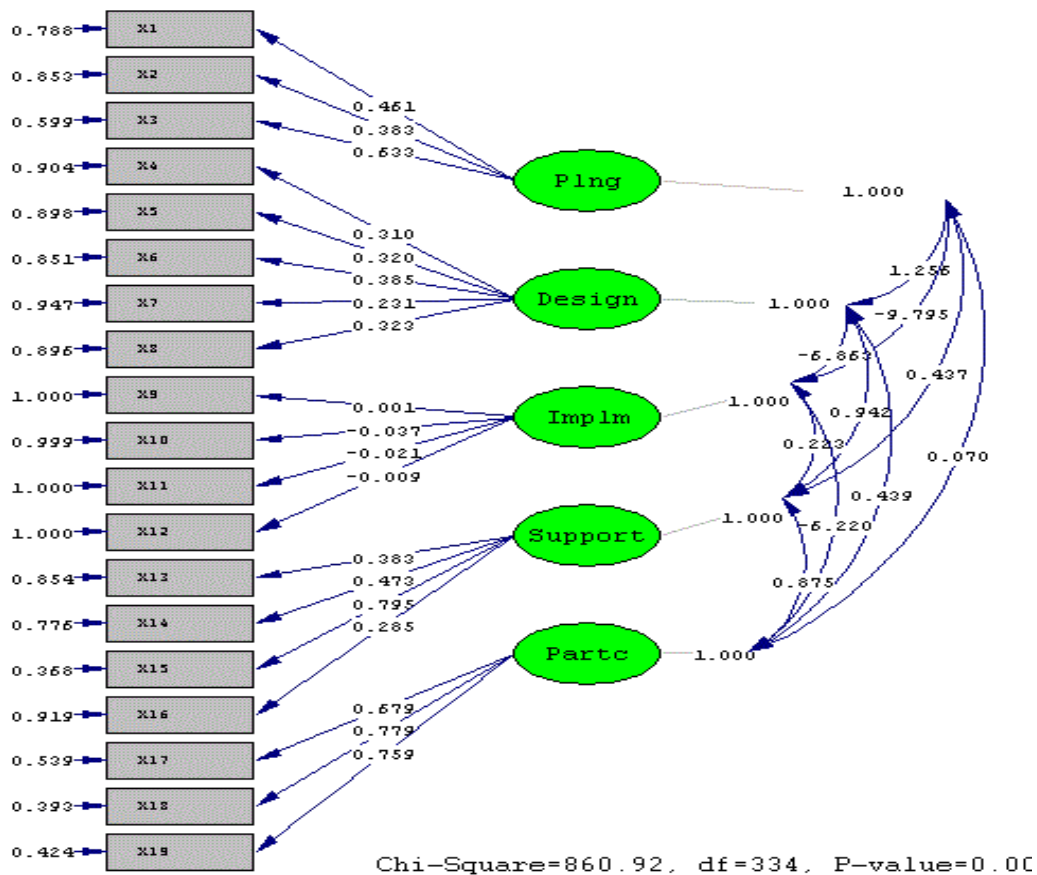 0.788 X1
0.853 X2
0.599 X3
0.904 X4
0.898 X5
0.851 X6
0.947 X7
0.896 X8
1.000 X9
0.999 X10
1.000 X11
1.000 X12
0.854 X13
0.776 X14
0.368 X15
0.919 X16
0.539 X17
0.393 X18
0.424 X19
0.461
0.383
0.633
0.310
0.320
0.385
0.231
0.323
0.001
-0.037
-0.021
-0.009
0.383
0.473
0.795
0.285
0.679
0.779
0.759
Plng
Design
Implm
Support
Partc
1.000
1.000
1.000
1.000
1.000
1.255
-9.795
-6.863
0.437
0.942
0.223
0.070
0.439
-6.220
0.875
Chi-Square=860.92, df=334, P-value=0.00